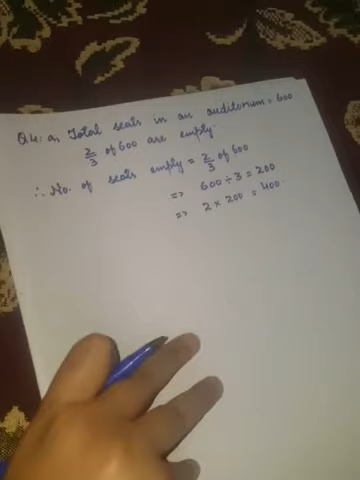 Q4: a, Total seats in an auditorium = 600
2/3 of 600 are empty.
∴ No. of seats empty = 2/3 of 600
=> 600 ÷ 3 = 200
=> 2 × 200 = 400.